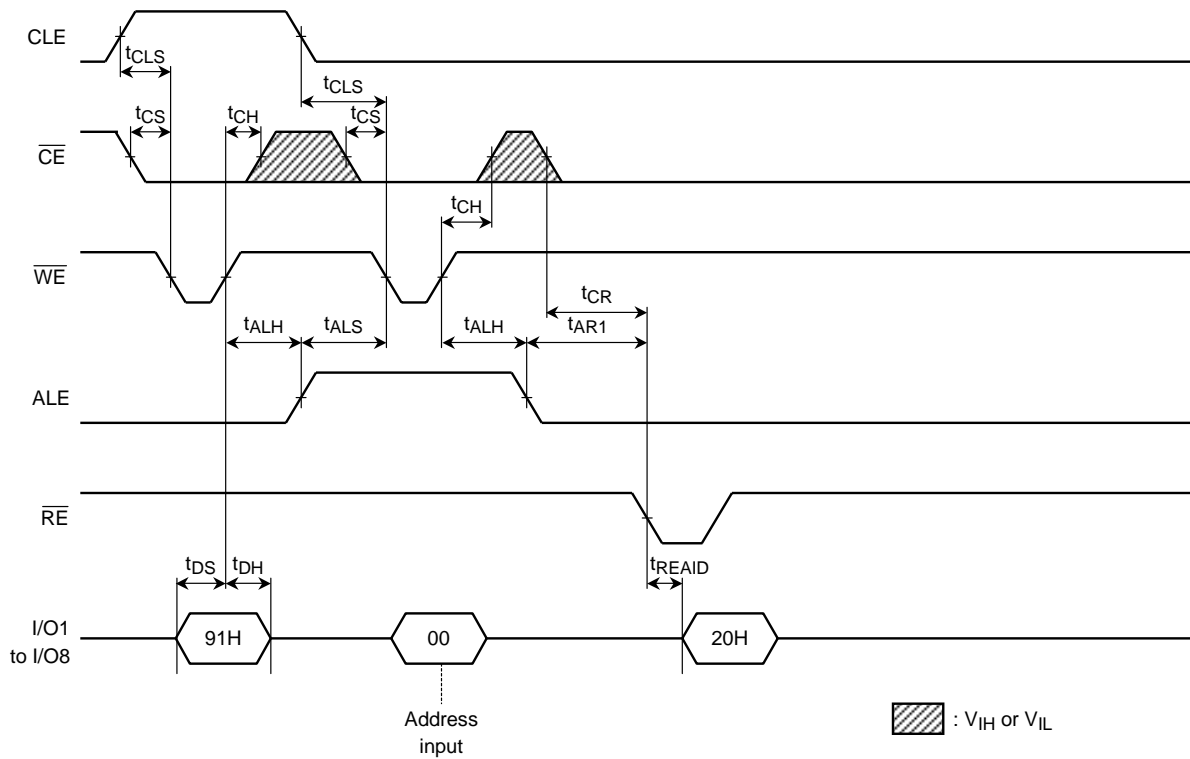 CLE
tCLS
tCLS
tCS
tCH
tCS
CE
tCH
WE
tCR
tALH
tALS
tALH
tAR1
ALE
RE
tREAID
tDS
tDH
I/O1
to I/O8
91H
00
20H
Address
input
: VIH or VIL